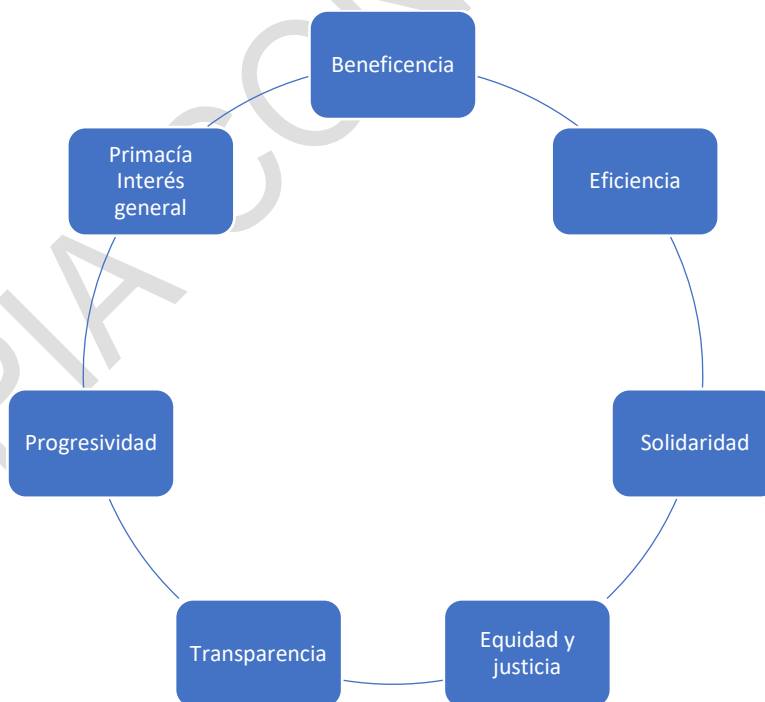 Beneficencia
Eficiencia
Solidaridad
Equidad y
justicia
Transparencia
Progresividad
Primacía
Interés
general